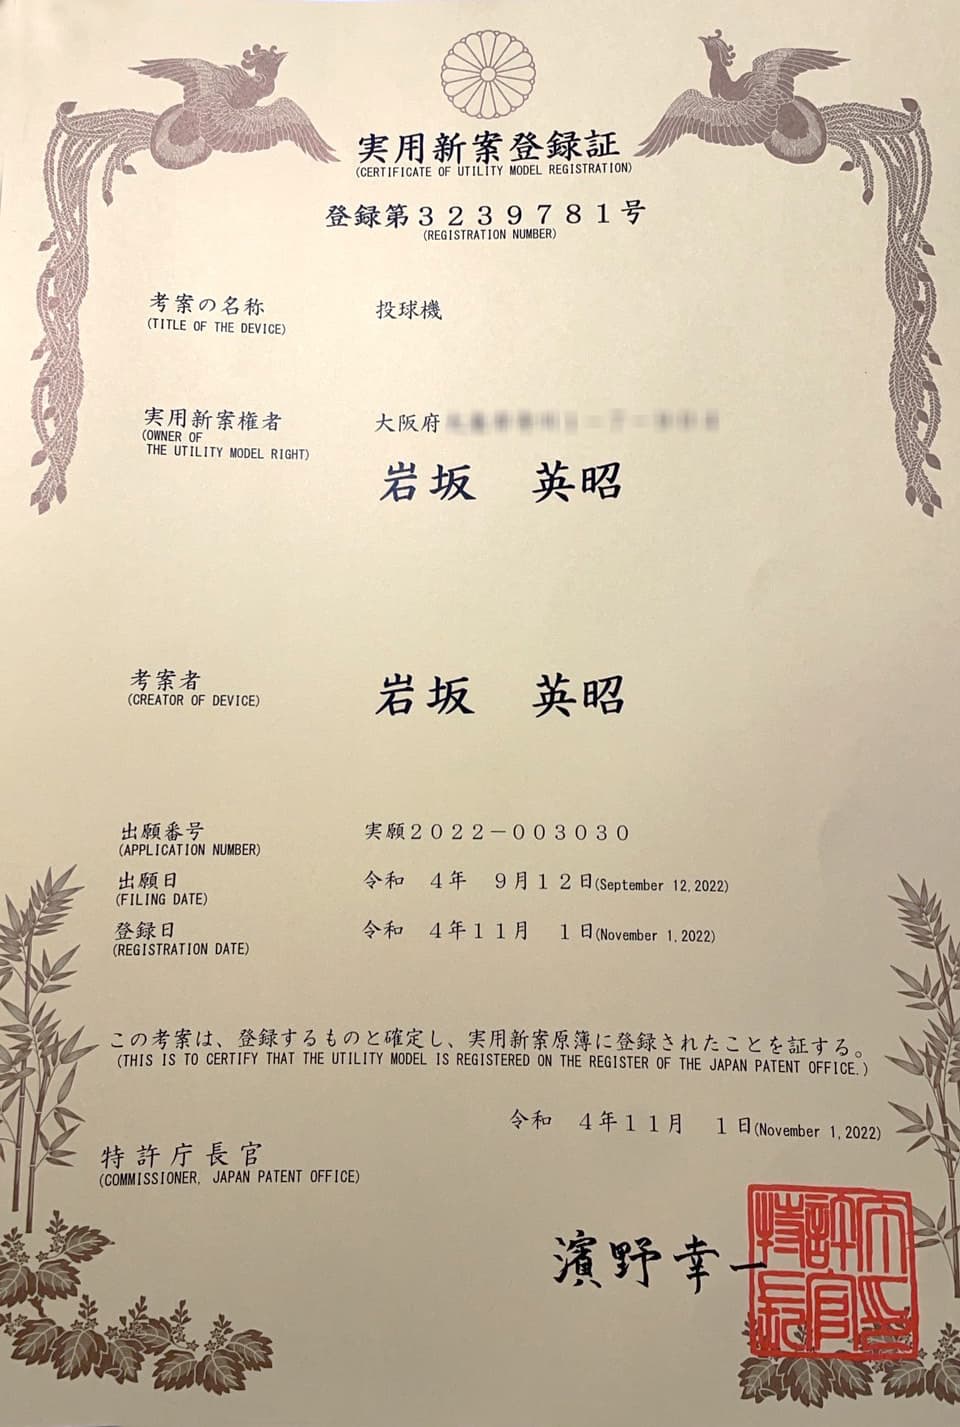 実用新案登録証
(CERTIFICATE OF UTILITY MODEL REGISTRATION)
登録第3239781号
(REGISTRATION NUMBER)
考案の名称
(TITLE OF THE DEVICE)
投球機
実用新案権者
(OWNER OF
THE UTILITY MODEL RIGHT)
大阪府
岩坂 英昭
考案者
(CREATOR OF DEVICE)
岩坂 英昭
出願番号
(APPLICATION NUMBER)
実願2022-003030
出願日
(FILING DATE)
令和 4年 9月12日(September 12,2022)
登録日
(REGISTRATION DATE)
令和 4年11月 1日(November 1,2022)
この考案は、登録するものと確定し、実用新案原簿に登録されたことを証する。
(THIS IS TO CERTIFY THAT THE UTILITY MODEL IS REGISTERED ON THE REGISTER OF THE JAPAN PATENT OFFICE.)
令和 4年11月 1日(November 1,2022)
特許庁長官
(COMMISSIONER, JAPAN PATENT OFFICE)
濱野幸一